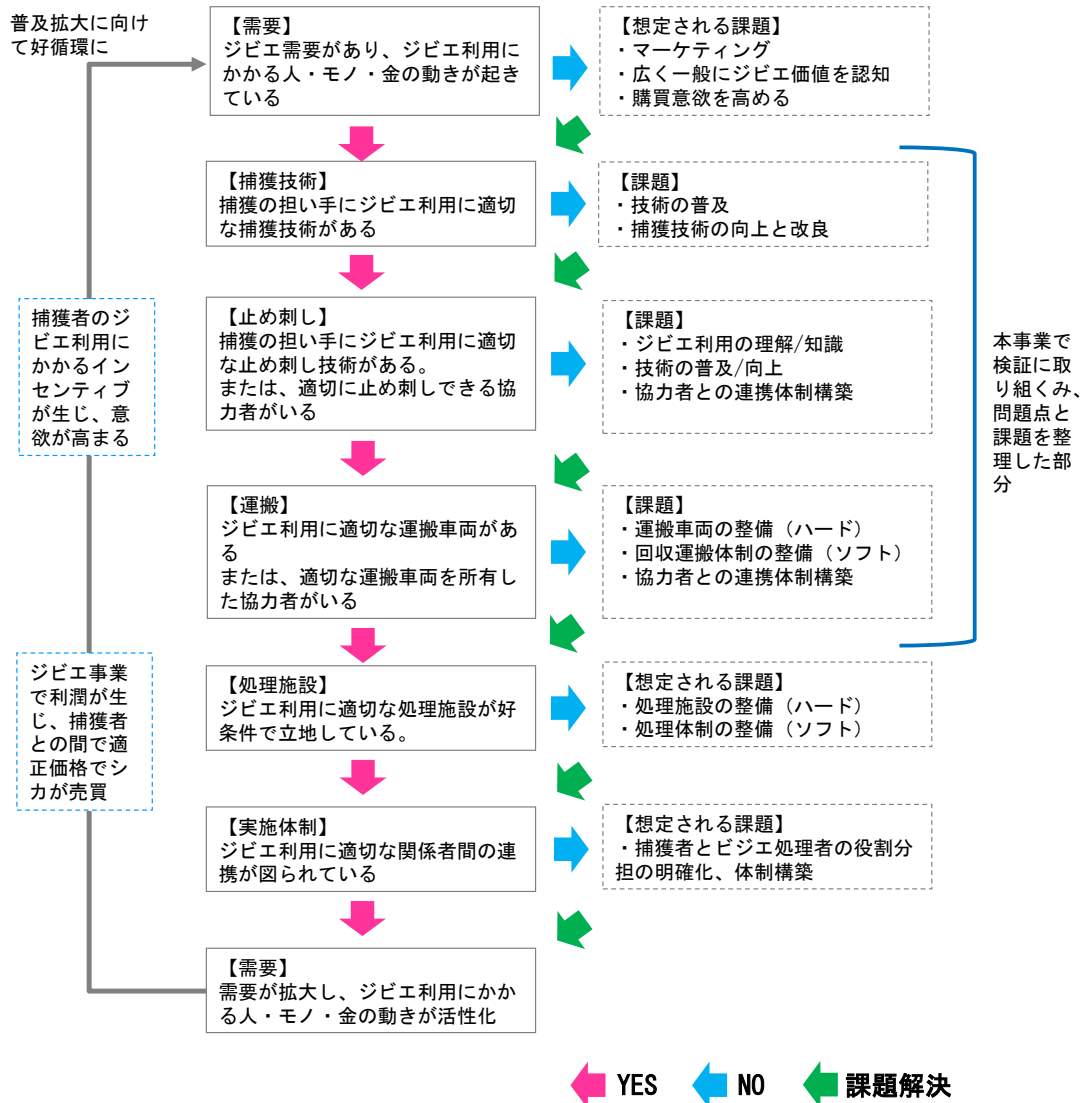 普及拡大に向け
て好循環に
【需要】
ジビエ需要があり、ジビエ利用に
かかる人・モノ・金の動きが起き
ている
【想定される課題】
・マーケティング
・広く一般にジビエ価値を認知
・購買意欲を高める
【捕獲技術】
捕獲の担い手にジビエ利用に適切
な捕獲技術がある
【課題】
・技術の普及
・捕獲技術の向上と改良
【止め刺し】
捕獲の担い手にジビエ利用に適切
な止め刺し技術がある。
または、適切に止め刺しできる協
力者がいる
【課題】
・ジビエ利用の理解/知識
・技術の普及/向上
・協力者との連携体制構築
捕獲者のジ
ビエ利用に
かかるイン
センティブ
が生じ、意
欲が高まる
本事業で
検証に取
り組くみ、
問題点と
課題を整
理した部
分
【運搬】
ジビエ利用に適切な運搬車両があ
る
または、適切な運搬車両を所有し
た協力者がいる
【課題】
・運搬車両の整備（ハード）
・回収運搬体制の整備（ソフト）
・協力者との連携体制構築
ジビエ事業
で利潤が生
じ、捕獲者
との間で適
正価格でシ
カが売買
【処理施設】
ジビエ利用に適切な処理施設が好
条件で立地している。
【想定される課題】
・処理施設の整備（ハード）
・処理体制の整備（ソフト）
【実施体制】
ジビエ利用に適切な関係者間の連
携が図られている
【想定される課題】
・捕獲者とビジエ処理者の役割分
担の明確化、体制構築
【需要】
需要が拡大し、ジビエ利用にかか
る人・モノ・金の動きが活性化
YES NO 課題解決